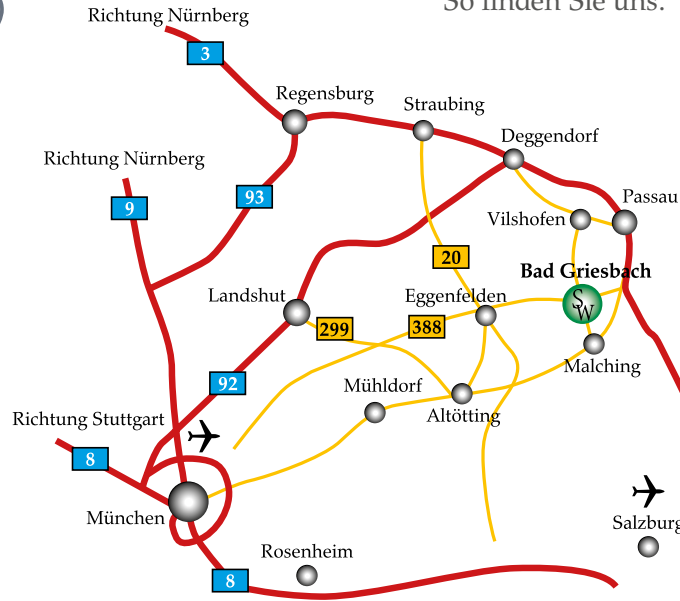 So finden Sie uns:
Richtung Nürnberg
3
Regensburg
Straubing
Deggendorf
Richtung Nürnberg
9
93
Passau
Vilshofen
20
Bad Griesbach
SW
Landshut
Eggenfelden
299
388
Malching
92
Mühldorf
Altötting
Richtung Stuttgart
8
München
Salzburg
Rosenheim
8